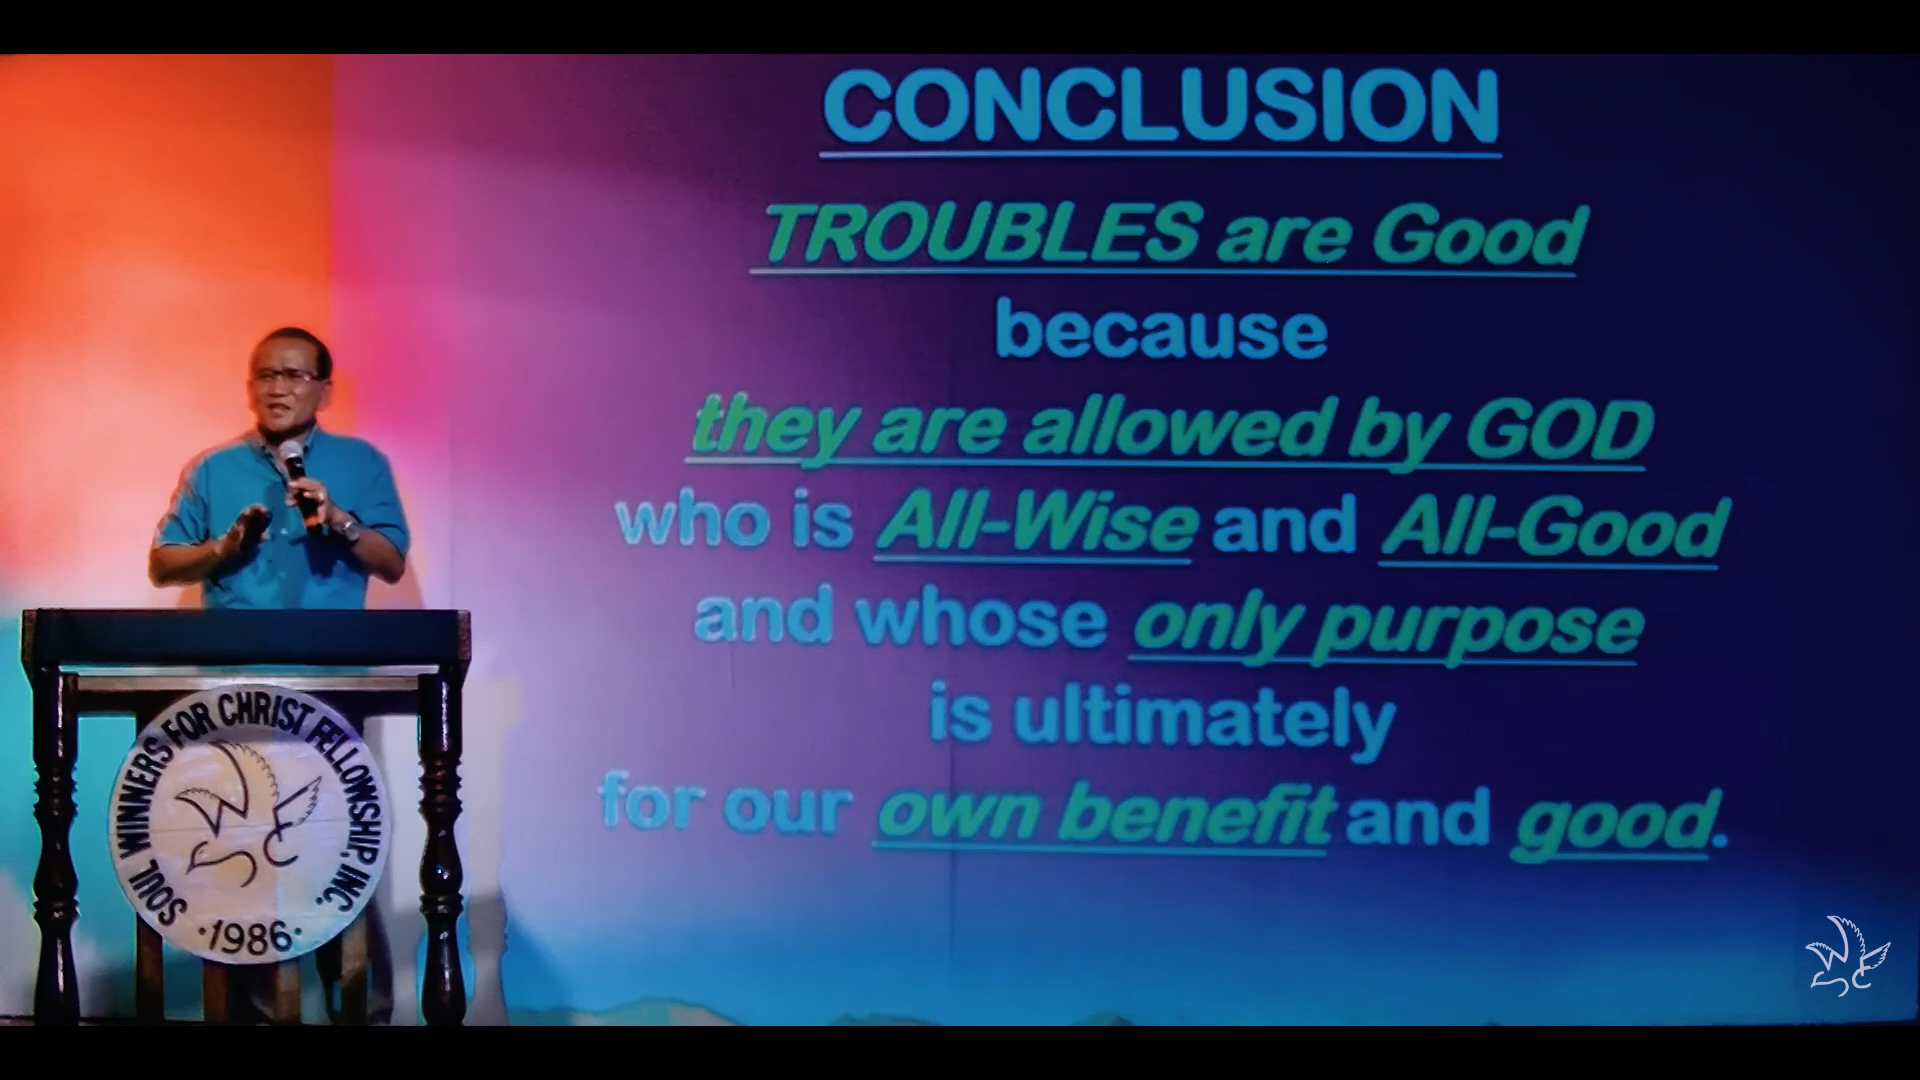 CONCLUSION
TROUBLES are Good
because
they are allowed by GOD
who is All-Wise and All-Good
and whose only purpose
is ultimately
for our own benefit and good.
SOUL WINNERS FOR CHRIST FELLOWSHIP, INC.
·1986·
SWFC